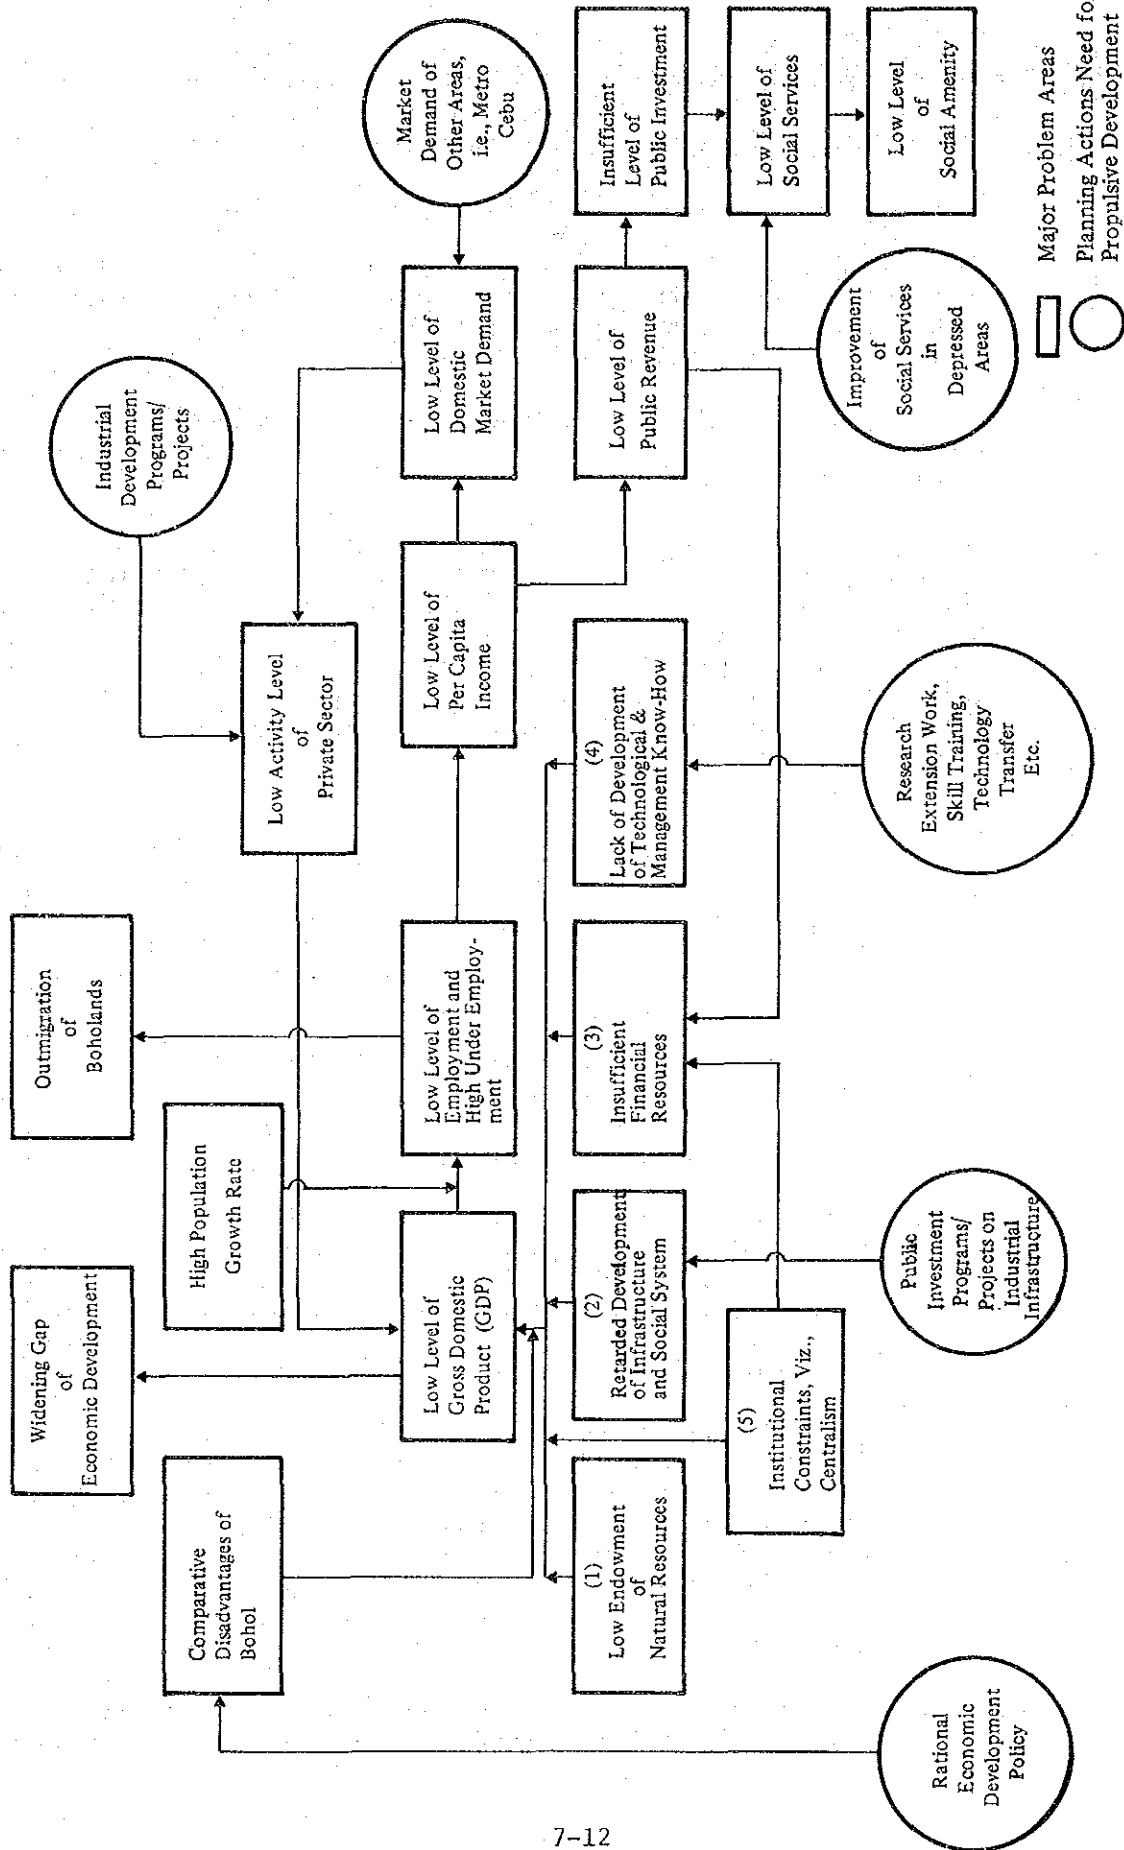 Widening Gap
of
Economic Development
Outmigration
of
Boholands
Comparative
Disadvantages of
Bohol
High Population
Growth Rate
Industrial
Development
Programs/
Projects
Low Activity Level
of
Private Sector
Low Level of
Gross Domestic
Product (GDP)
Low Level of
Employment and
High Under Employ-
ment
Low Level of
Per Capita
Income
Low Level of
Domestic
Market Demand
Market
Demand of
Other Areas,
i.e., Metro
Cebu
(1)
Low Endowment
of
Natural Resources
(2)
Retarded Development
of Infrastructure
and Social System
(3)
Insufficient
Financial
Resources
(4)
Lack of Development
of Technological &
Management Know-How
Low Level of
Public Revenue
Insufficient
Level of
Public Investment
(5)
Institutional
Constraints, Viz.,
Centralism
Low Level of
Social Services
Low Level
of
Social Amenity
Rational
Economic
Development
Policy
Public
Investment
Programs/
Projects on
Industrial
Infrastructure
Research
Extension Work,
Skill Training,
Technology
Transfer
Etc.
Improvement
of
Social Services
in
Depressed
Areas
Major Problem Areas
Planning Actions Need fo
Propulsive Development
7-12